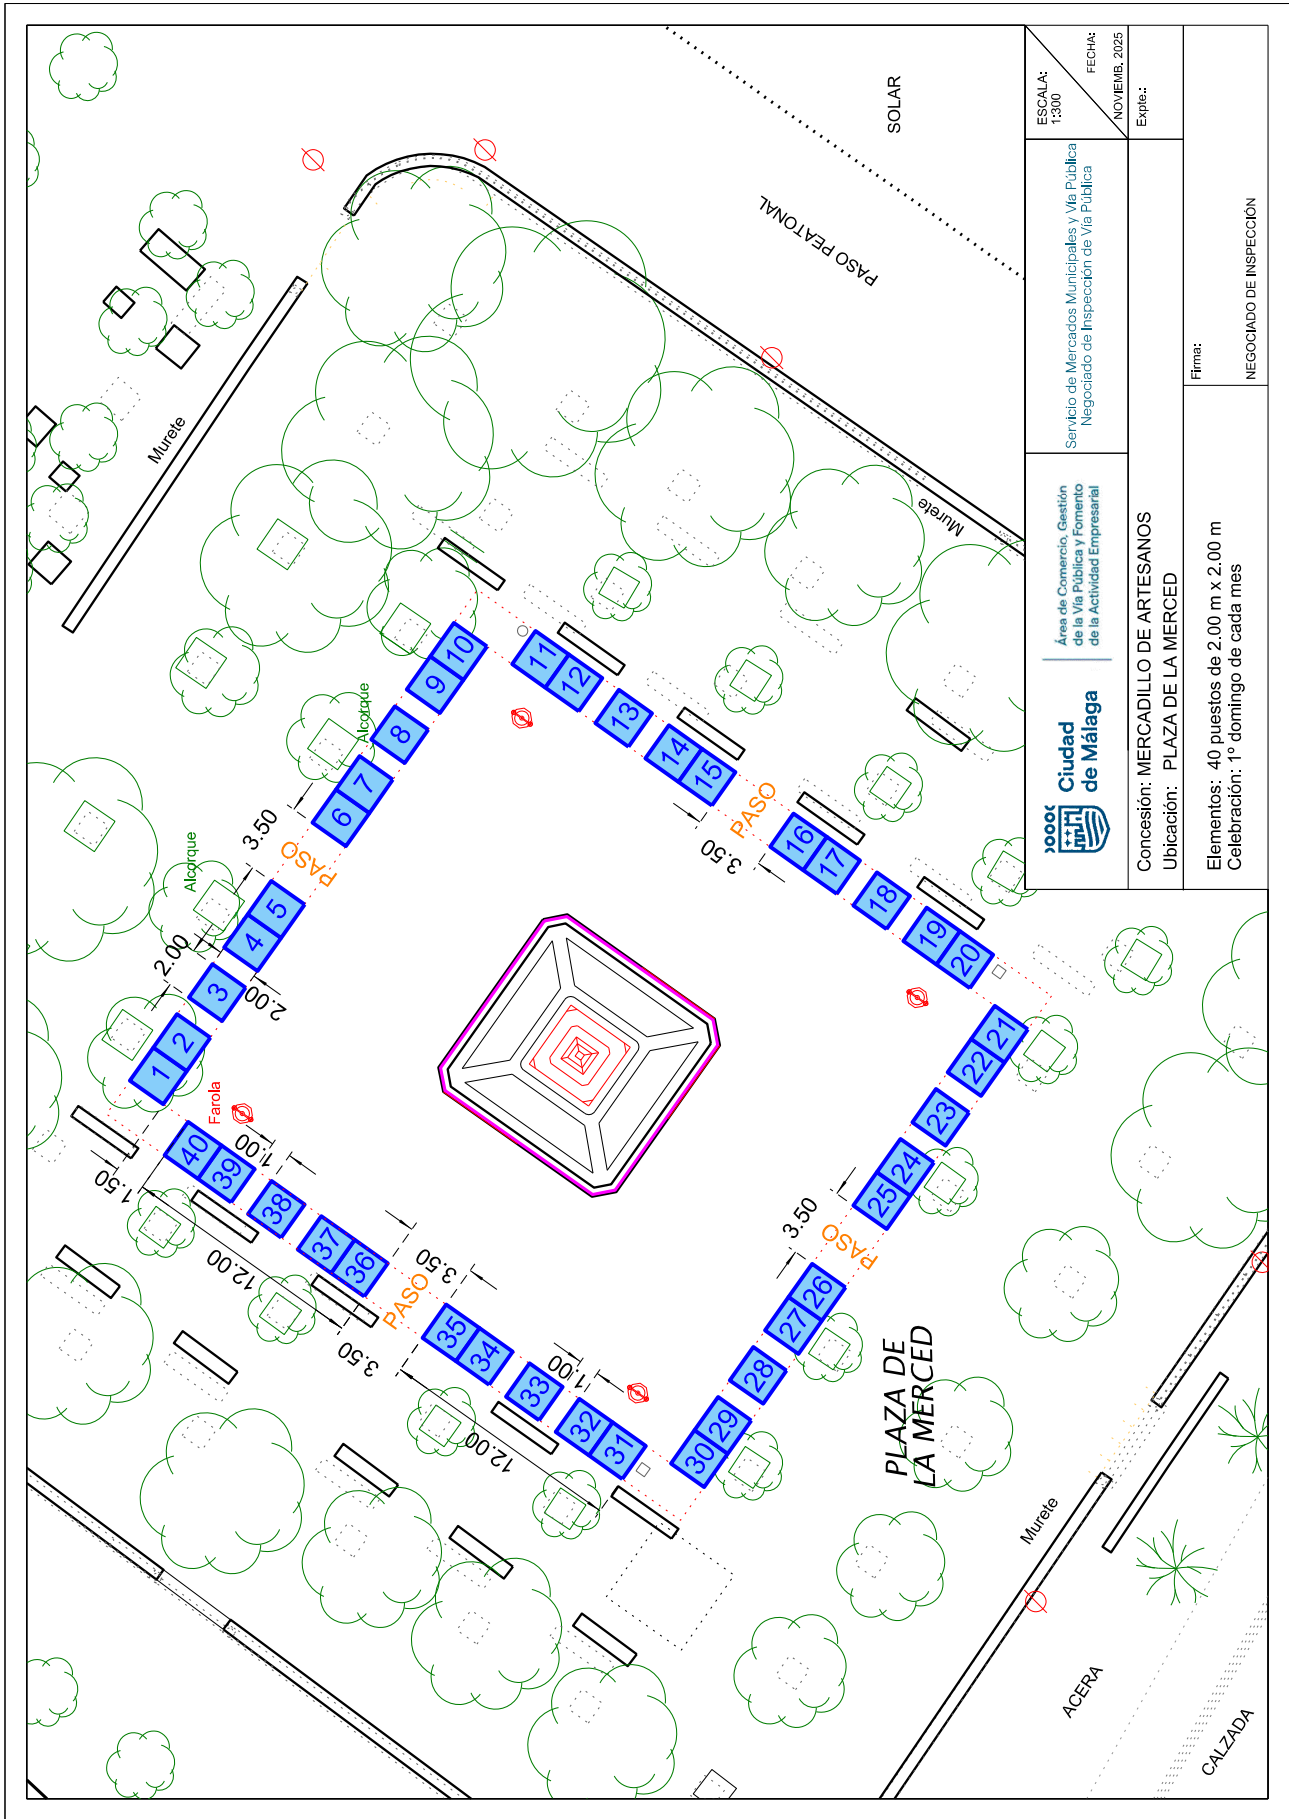 ESCALA:
1:300
FECHA:
NOVIEMB. 2025
Servicio de Mercados Municipales y Vía Pública
Negociado de Inspección de Vía Pública
Área de Comercio, Gestión
de la Vía Pública y Fomento
de la Actividad Empresarial
Ciudad
de Málaga
Expte.:
Concesión: MERCADILLO DE ARTESANOS
Ubicación: PLAZA DE LA MERCED
Elementos: 40 puestos de 2.00 m x 2.00 m
Celebración: 1º domingo de cada mes
Firma:
NEGOCIADO DE INSPECCIÓN
SOLAR
PASO PEATONAL
Murete
Murete
Murete
Alcorque
Alcorque
Farola
PASO
PASO
PASO
PASO
PLAZA DE
LA MERCED
ACERA
CALZADA
1
2
3
4
5
6
7
8
9
10
11
12
13
14
15
16
17
18
19
20
21
22
23
24
25
26
27
28
29
30
31
32
33
34
35
36
37
38
39
40
2.00
2.00
3.50
3.50
3.50
3.50
3.50
1.50
1.00
1.00
12.00
12.00